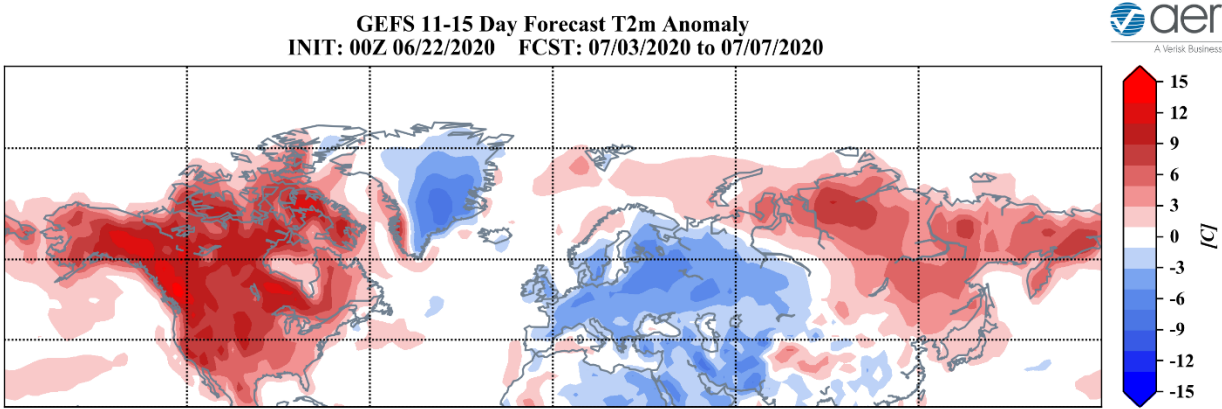 GEFS 11-15 Day Forecast T2m Anomaly
INIT: 00Z 06/22/2020 FCST: 07/03/2020 to 07/07/2020
aer
A Verisk Business
15
12
9
6
3
0
-3
-6
-9
-12
-15
[C]